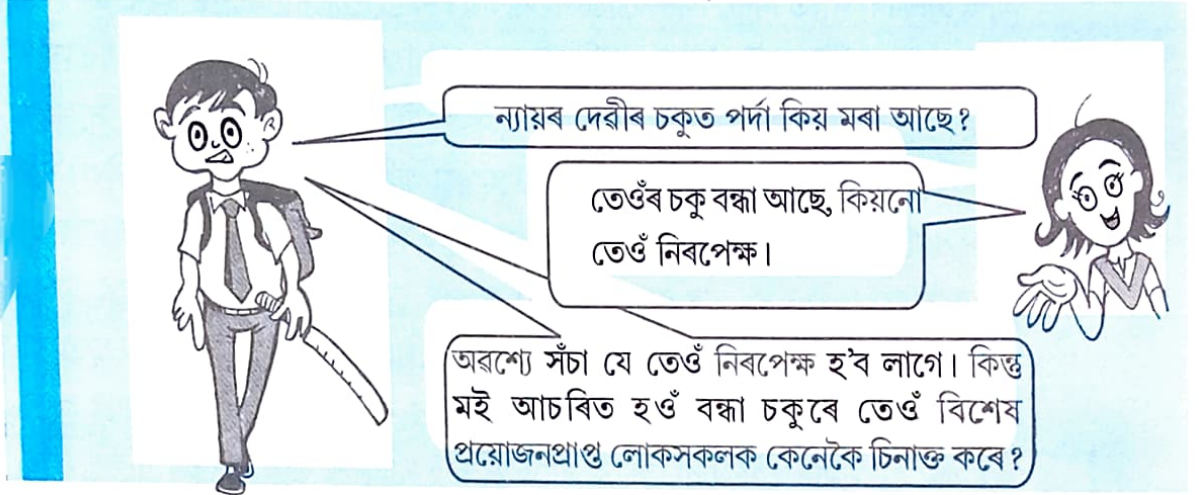 ন্যায়ৰ দেৱীৰ চকুত পৰ্দা কিয় মৰা আছে?
তেওঁৰ চকু বন্ধা আছে, কিয়নো
তেওঁ নিৰপেক্ষ।
অৱশ্যে সঁচা যে তেওঁ নিৰপেক্ষ হ'ব লাগে। কিন্তু
মই আচৰিত হওঁ বন্ধা চকুৰে তেওঁ বিশেষ
প্ৰয়োজনপ্ৰাপ্ত লোকসকলক কেনেকৈ চিনাক্ত কৰে?